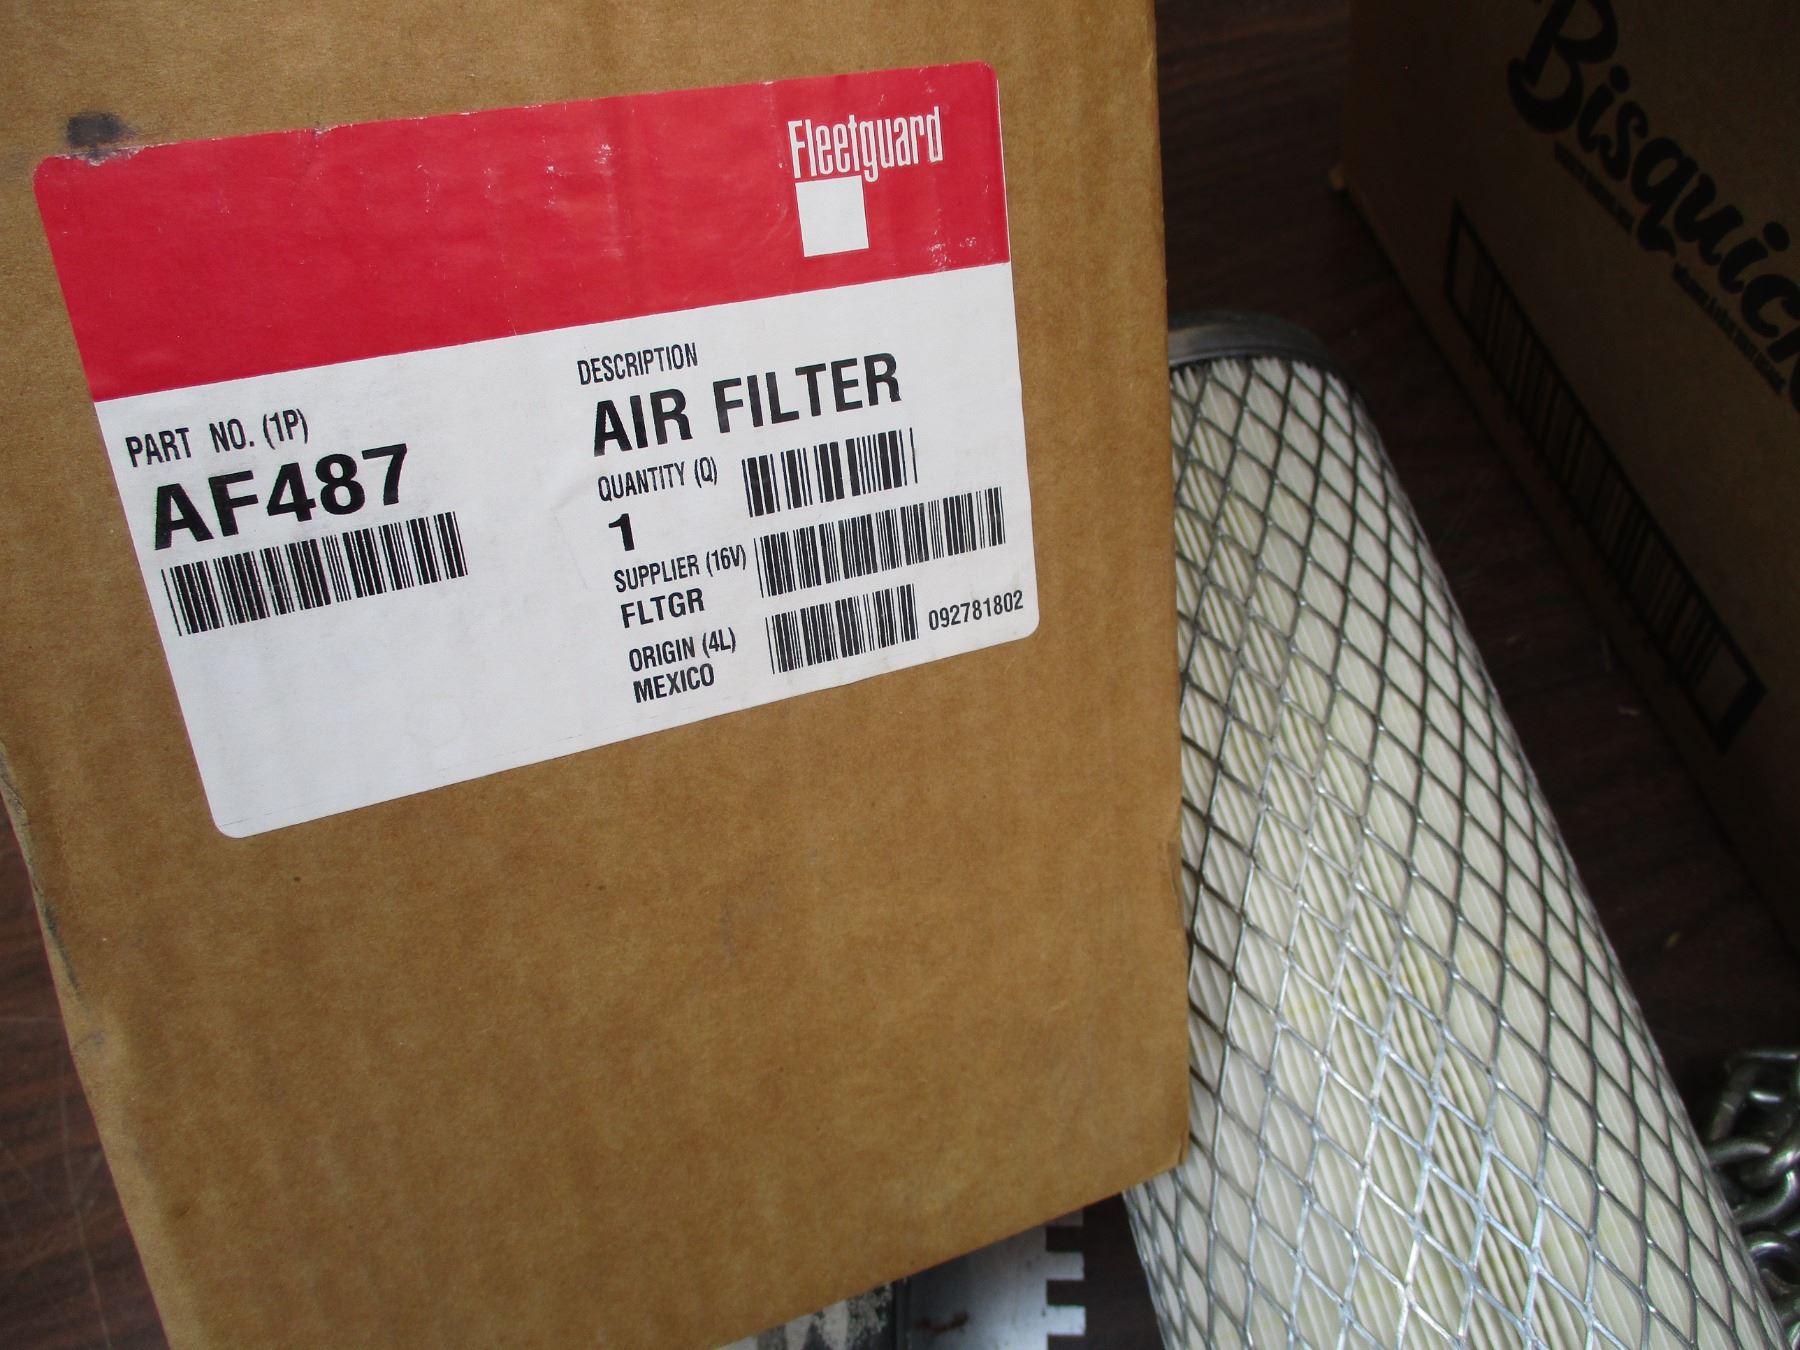 Fleetguard
PART NO. (1P)
AF487
DESCRIPTION
AIR FILTER
QUANTITY (Q)
1
SUPPLIER (16V)
FLTGR
ORIGIN (4L)
MEXICO
092781802
Bisquick